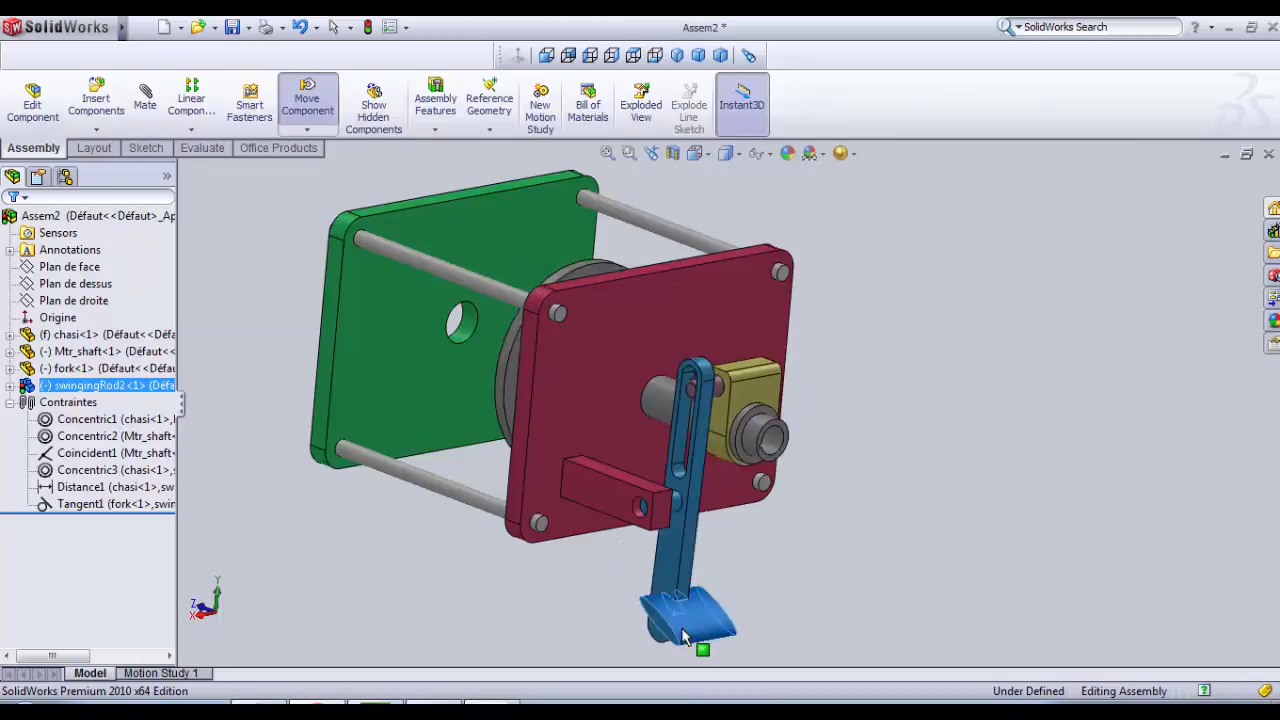 SolidWorks
Assem2 *
SolidWorks Search
Edit Component
Insert Components
Mate
Linear Compon...
Smart Fasteners
Move Component
Show Hidden Components
Assembly Features
Reference Geometry
New Motion Study
Bill of Materials
Exploded View
Explode Line Sketch
Instant3D
Assembly Layout Sketch Evaluate Office Products
Assem2 (Défaut<<Défaut>_Ap
Sensors
Annotations
Plan de face
Plan de dessus
Plan de droite
Origine
(f) chasi<1> (Défaut<<Défa
(-) Mtr_shaft<1> (Défaut<<
(-) fork<1> (Défaut<<Défau
(-) swingingRod2<1> (Défa
Contraintes
Concentric1 (chasi<1>,
Concentric2 (Mtr_shaft<
Coincident1 (Mtr_shaft<
Concentric3 (chasi<1>,s
Distance1 (chasi<1>,sw
Tangent1 (fork<1>,swin
Y
Z
X
Model Motion Study 1
SolidWorks Premium 2010 x64 Edition
Under Defined Editing Assembly